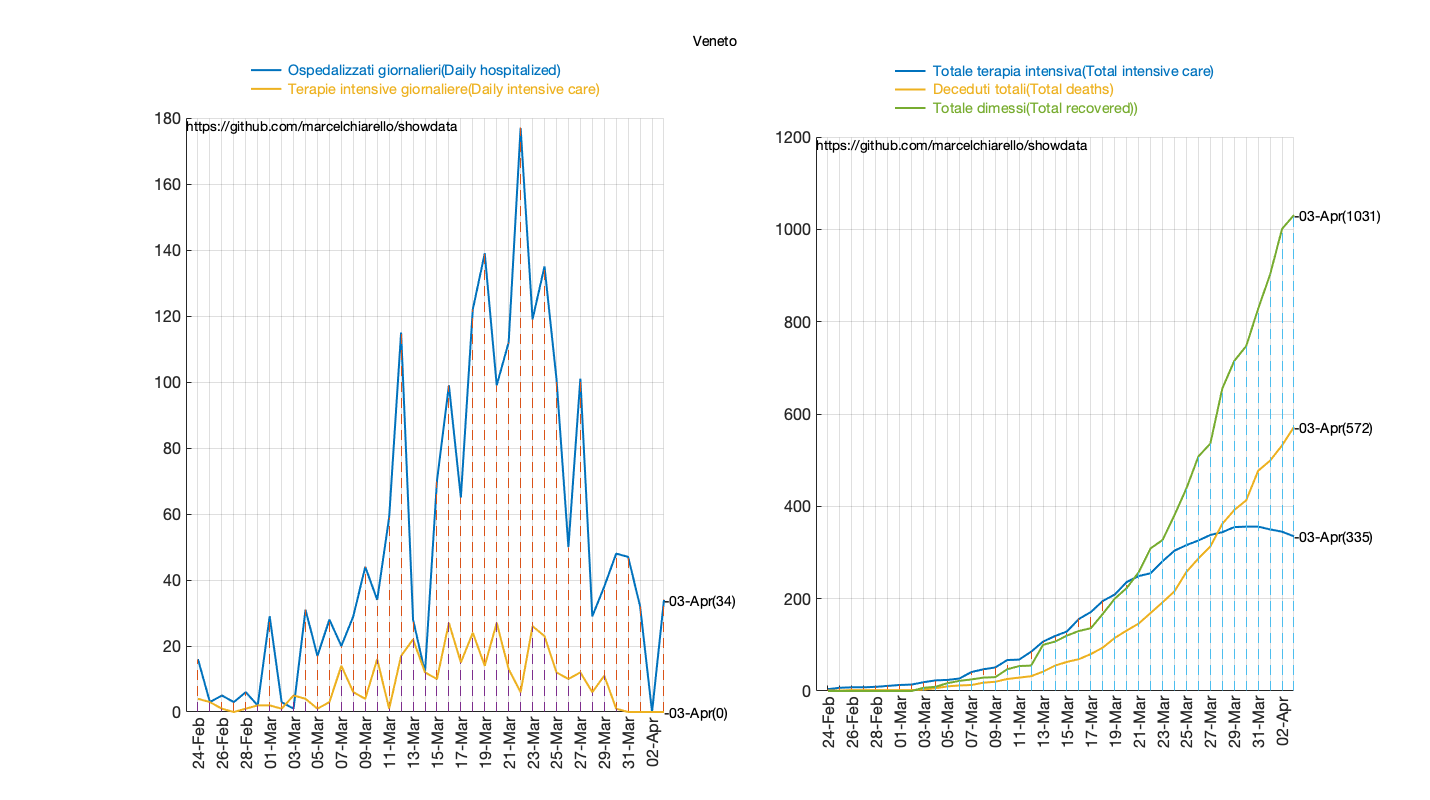 Veneto
Ospedalizzati giornalieri(Daily hospitalized)
Terapie intensive giornaliere(Daily intensive care)
180
https://github.com/marcelchiarello/showdata
160
140
120
100
80
60
40
20
0
-03-Apr(34)
-03-Apr(0)
24-Feb
26-Feb
28-Feb
01-Mar
03-Mar
05-Mar
07-Mar
09-Mar
11-Mar
13-Mar
15-Mar
17-Mar
19-Mar
21-Mar
23-Mar
25-Mar
27-Mar
29-Mar
31-Mar
02-Apr
Totale terapia intensiva(Total intensive care)
Deceduti totali(Total deaths)
Totale dimessi(Total recovered))
1200
https://github.com/marcelchiarello/showdata
1000
800
600
400
200
0
-03-Apr(1031)
-03-Apr(572)
-03-Apr(335)
24-Feb
26-Feb
28-Feb
01-Mar
03-Mar
05-Mar
07-Mar
09-Mar
11-Mar
13-Mar
15-Mar
17-Mar
19-Mar
21-Mar
23-Mar
25-Mar
27-Mar
29-Mar
31-Mar
02-Apr